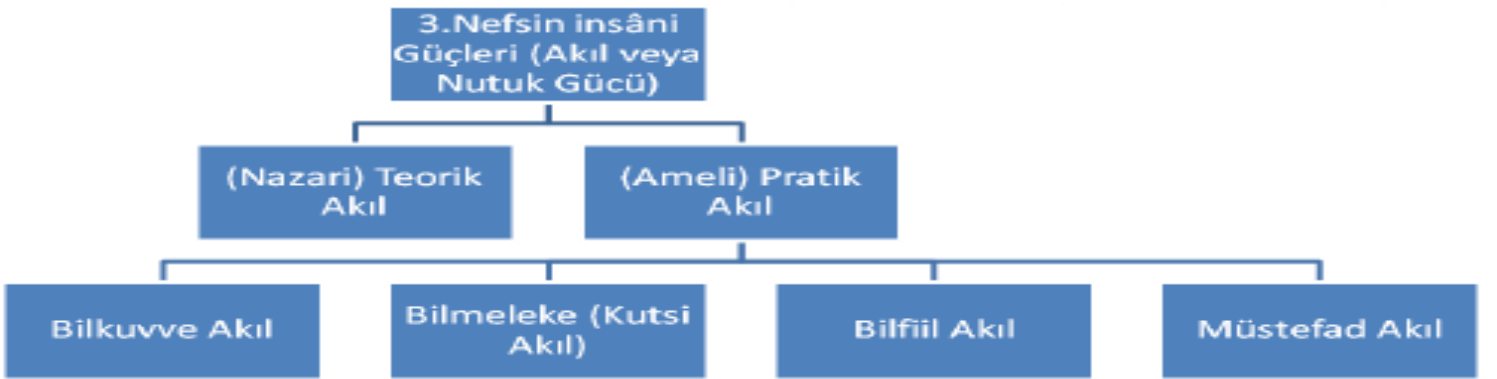 3.Nefsin insâni
Güçleri (Akıl veya
Nutuk Gücü)
(Nazari) Teorik
Akıl
(Ameli) Pratik
Akıl
Bilkuvve Akıl
Bilmeleke (Kutsi
Akıl)
Bilfiil Akıl
Müstefad Akıl